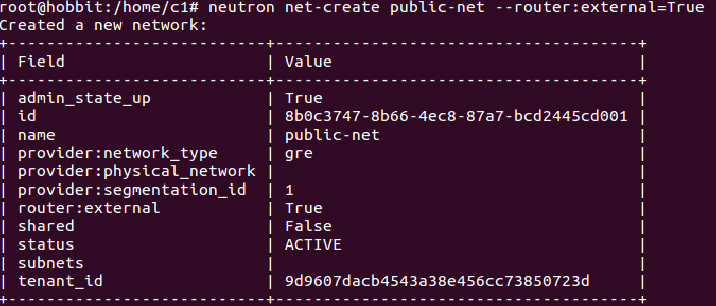 root@hobbit:/home/c1# neutron net-create public-net --router:external=True
Created a new network:
+---------------------------+--------------------------------------+
| Field                     | Value                                |
+---------------------------+--------------------------------------+
| admin_state_up            | True                                 |
| id                        | 8b0c3747-8b66-4ec8-87a7-bcd2445cd001 |
| name                      | public-net                           |
| provider:network_type     | gre                                  |
| provider:physical_network |                                      |
| provider:segmentation_id  | 1                                    |
| router:external           | True                                 |
| shared                    | False                                |
| status                    | ACTIVE                               |
| subnets                   |                                      |
| tenant_id                 | 9d9607dacb4543a38e456cc73850723d     |
+---------------------------+--------------------------------------+